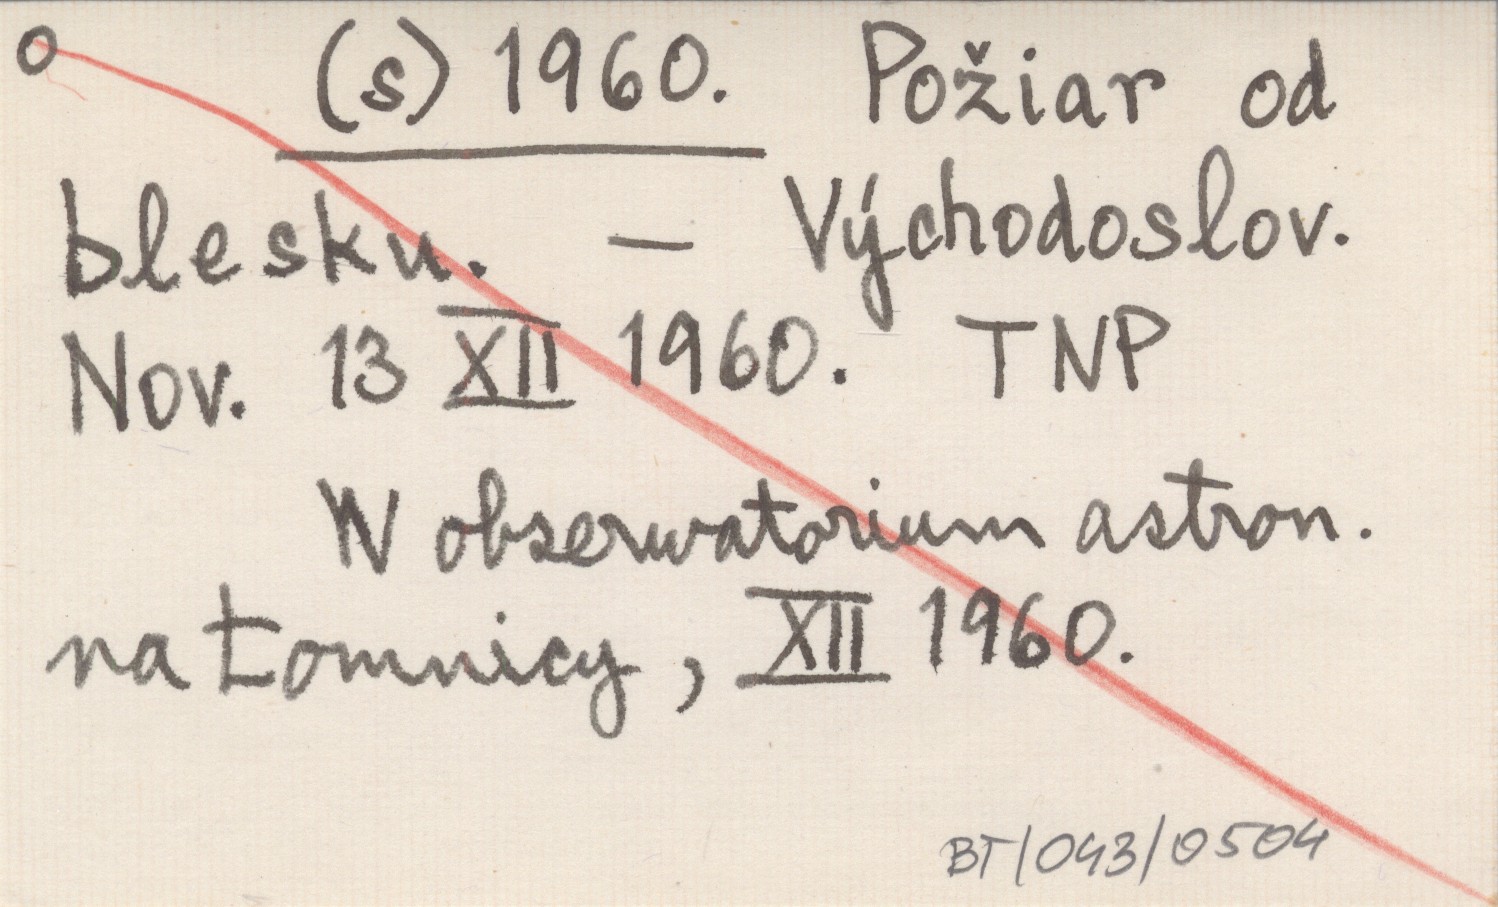 o (s) 1960. Požiar od
blesku. — Východoslov.
Nov. 13 XII 1960. TNP
W obserwatorium astron.
na Łomnicy, XII 1960.
BT/043/0504